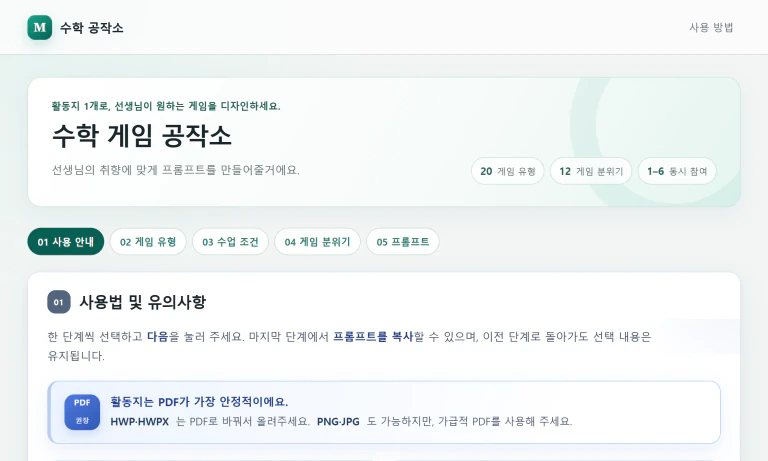 M 수학 공작소
사용 방법
활동지 1개로, 선생님이 원하는 게임을 디자인하세요.
수학 게임 공작소
선생님의 취향에 맞게 프롬프트를 만들어줄거에요.
20 게임 유형
12 게임 분위기
1–6 동시 참여
01 사용 안내
02 게임 유형
03 수업 조건
04 게임 분위기
05 프롬프트
01 사용법 및 유의사항
한 단계씩 선택하고 다음을 눌러 주세요. 마지막 단계에서 프롬프트를 복사할 수 있으며, 이전 단계로 돌아가도 선택 내용은
유지됩니다.
PDF
권장
활동지는 PDF가 가장 안정적이에요.
HWP·HWPX 는 PDF로 바꿔서 올려주세요. PNG·JPG 도 가능하지만, 가급적 PDF를 사용해 주세요.